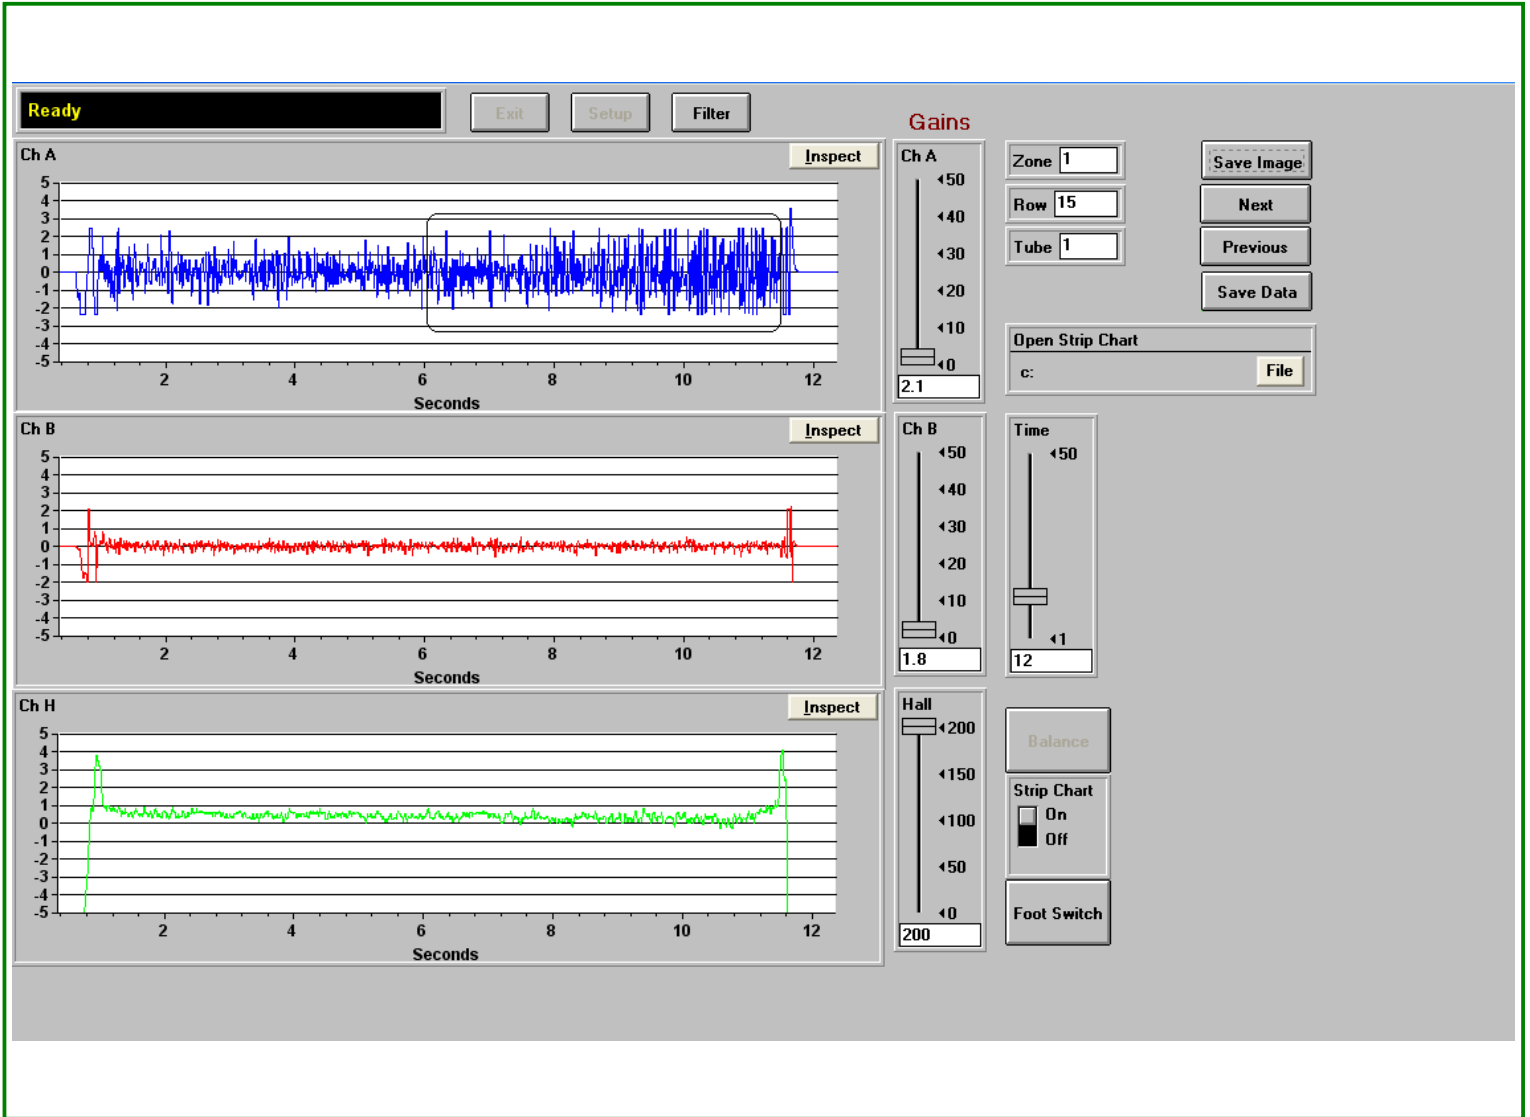 Ready
Exit Setup Filter
Gains
Ch A
Inspect
5
4
3
2
1
0
-1
-2
-3
-4
-5
2 4 6 8 10 12
Seconds
Ch A
50
40
30
20
10
0
2.1
Zone 1
Row 15
Tube 1
Save Image
Next
Previous
Save Data
Open Strip Chart
c: File
Ch B
Inspect
5
4
3
2
1
0
-1
-2
-3
-4
-5
2 4 6 8 10 12
Seconds
Ch B
50
40
30
20
10
0
1.8
Time
50
1
12
Ch H
Inspect
5
4
3
2
1
0
-1
-2
-3
-4
-5
2 4 6 8 10 12
Seconds
Hall
200
150
100
50
0
200
Balance
Strip Chart
On
Off
Foot Switch